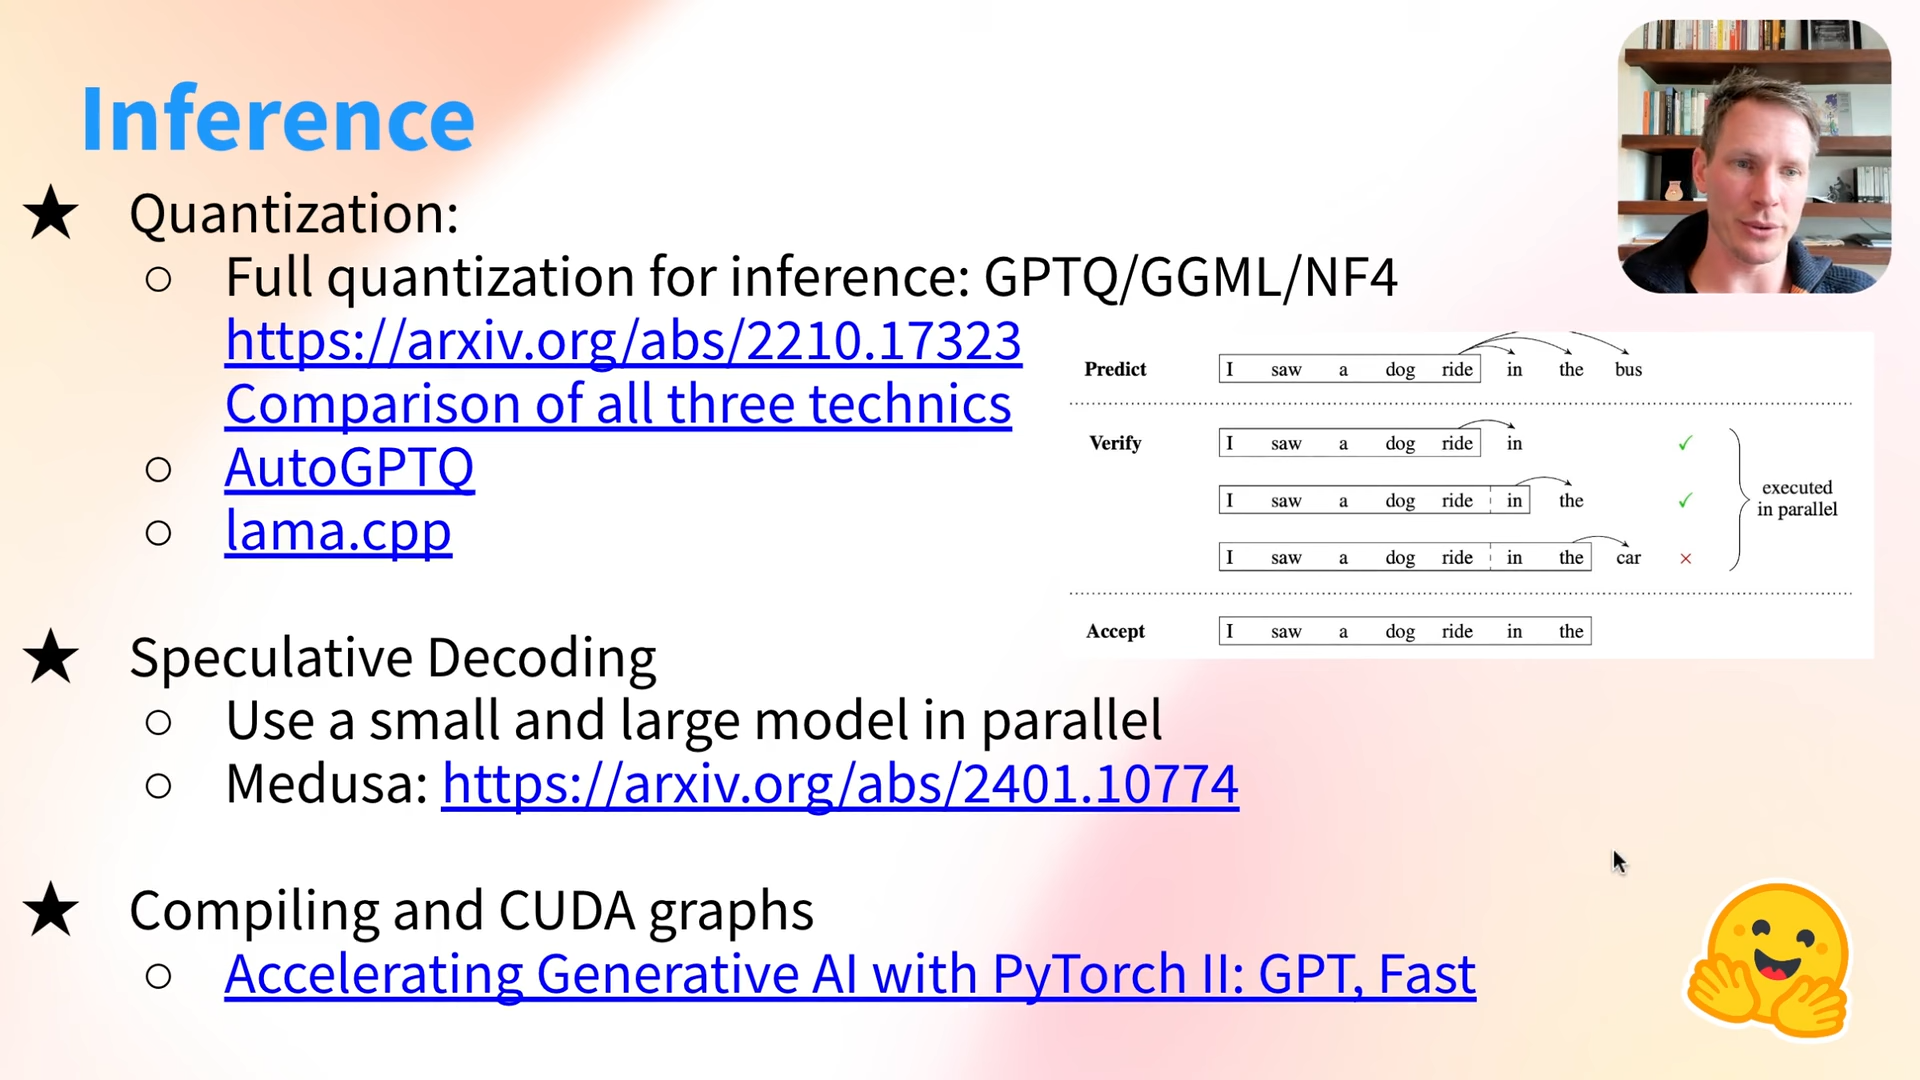 Inference
★ Quantization:
○ Full quantization for inference: GPTQ/GGML/NF4
https://arxiv.org/abs/2210.17323
Comparison of all three technics
○ AutoGPTQ
○ lama.cpp
★ Speculative Decoding
○ Use a small and large model in parallel
○ Medusa: https://arxiv.org/abs/2401.10774
★ Compiling and CUDA graphs
○ Accelerating Generative AI with PyTorch II: GPT, Fast
Predict I saw a dog ride in the bus
Verify I saw a dog ride in ✓
I saw a dog ride in the ✓
I saw a dog ride in the car ×
executed
in parallel
Accept I saw a dog ride in the